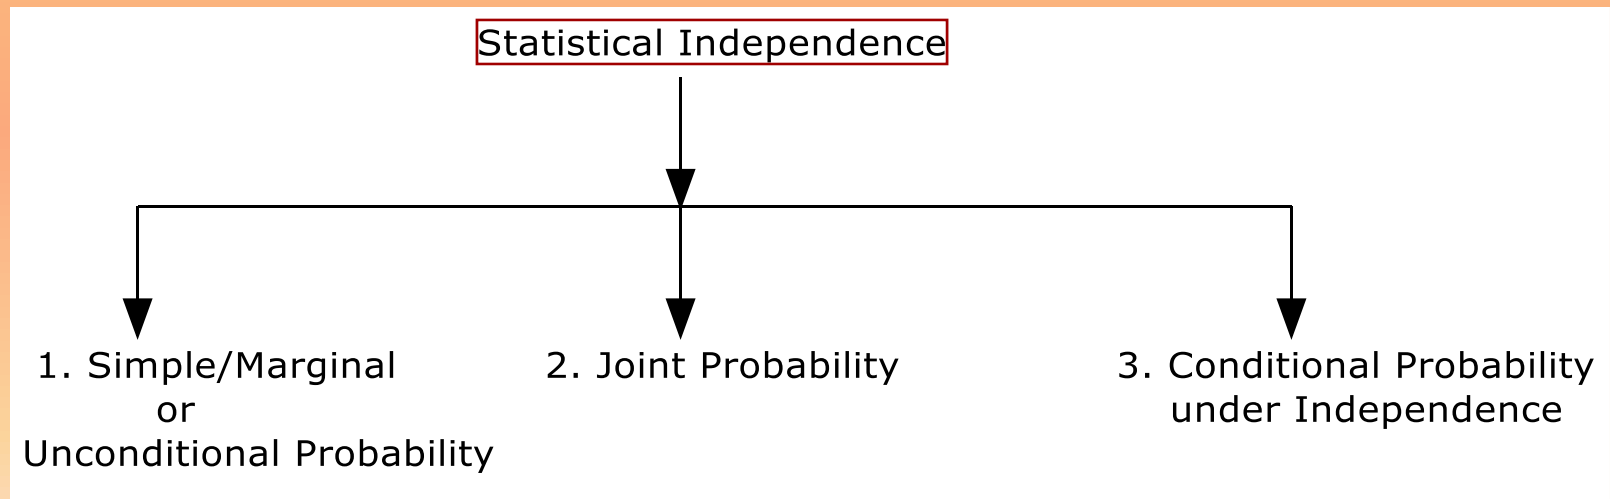 Statistical Independence
1. Simple/Marginal
or
Unconditional Probability
2. Joint Probability
3. Conditional Probability
under Independence